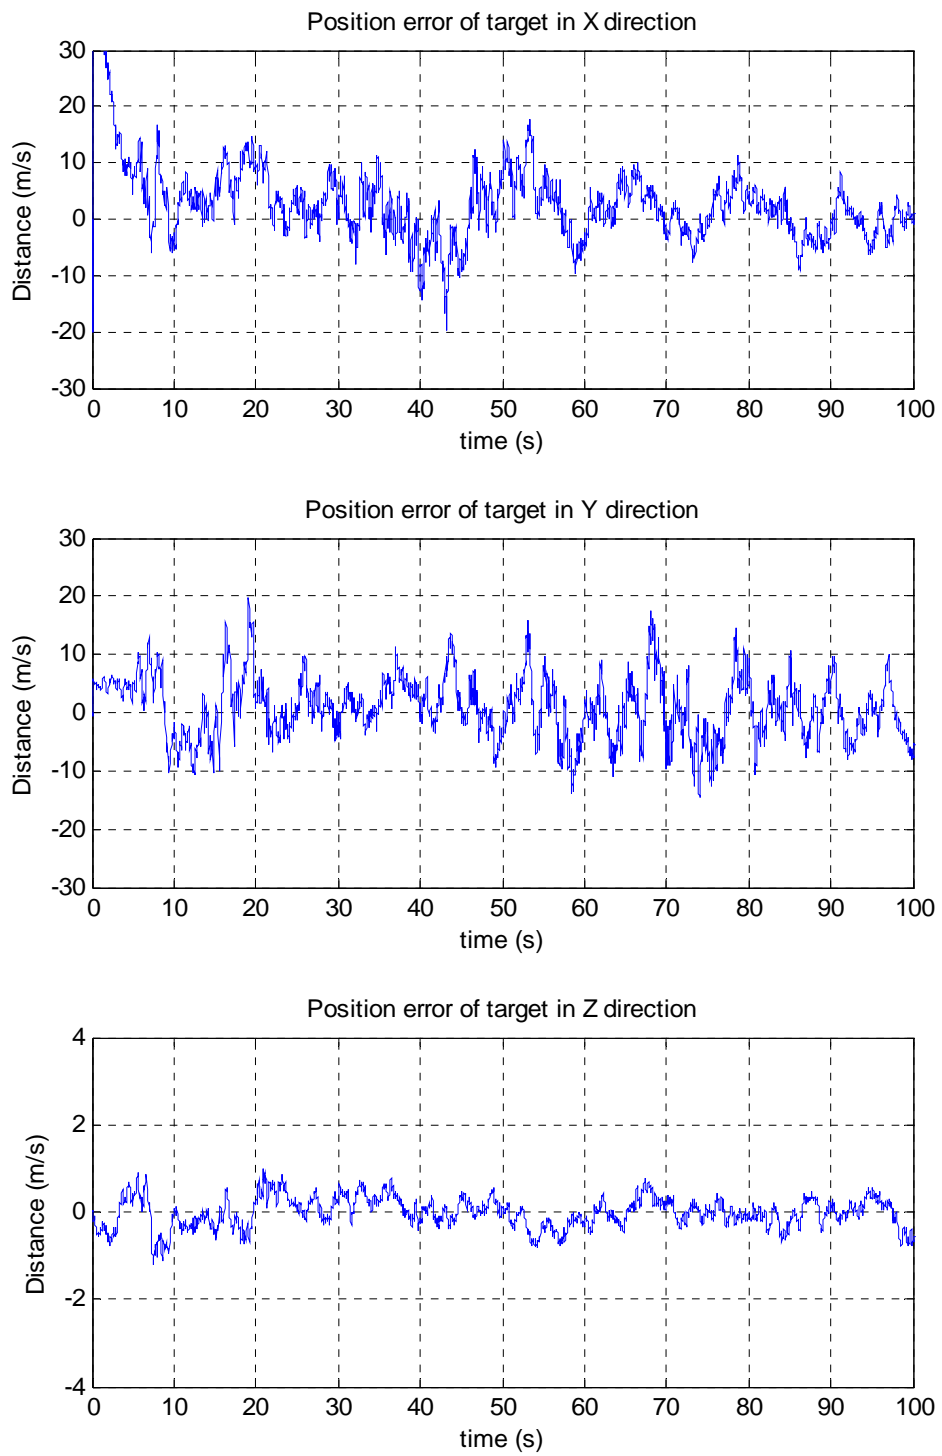 Position error of target in X direction
30
20
10
0
-10
-20
-30
Distance (m/s)
0 10 20 30 40 50 60 70 80 90 100
time (s)
Position error of target in Y direction
30
20
10
0
-10
-20
-30
Distance (m/s)
0 10 20 30 40 50 60 70 80 90 100
time (s)
Position error of target in Z direction
4
2
0
-2
-4
Distance (m/s)
0 10 20 30 40 50 60 70 80 90 100
time (s)